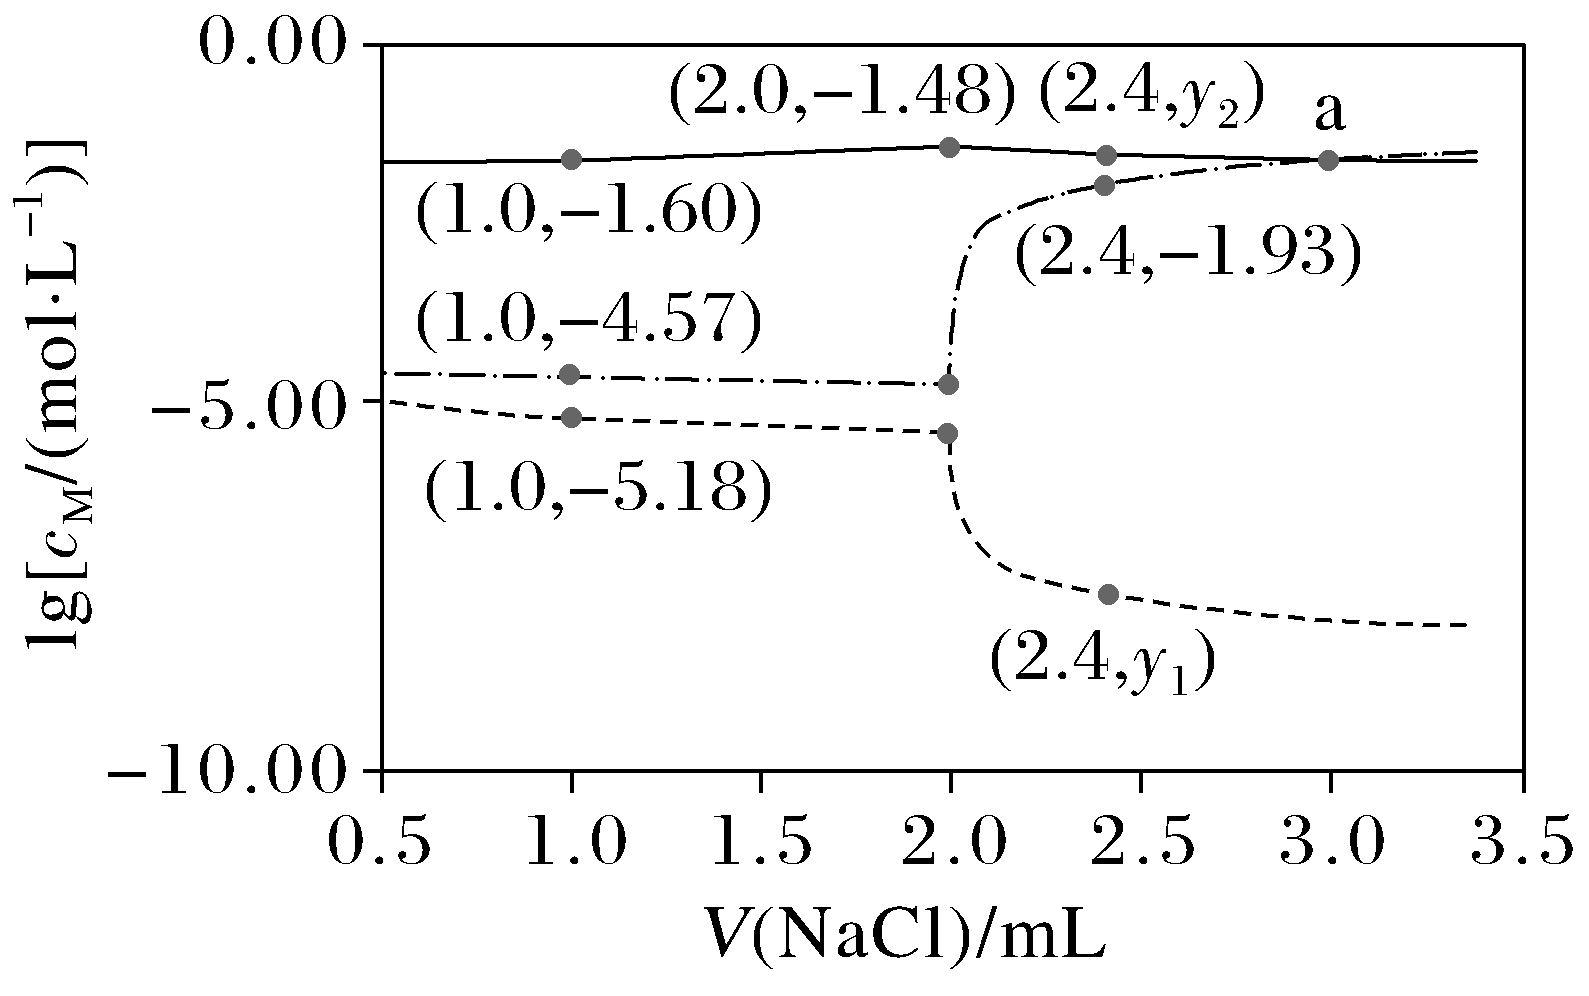 0.00
(2.0,−1.48) (2.4,y₂) a
(1.0,−1.60)
(2.4,−1.93)
(1.0,−4.57)
−5.00
(1.0,−5.18)
(2.4,y₁)
−10.00
0.5 1.0 1.5 2.0 2.5 3.0 3.5
V(NaCl)/mL
lg[c_M/(mol·L⁻¹)]